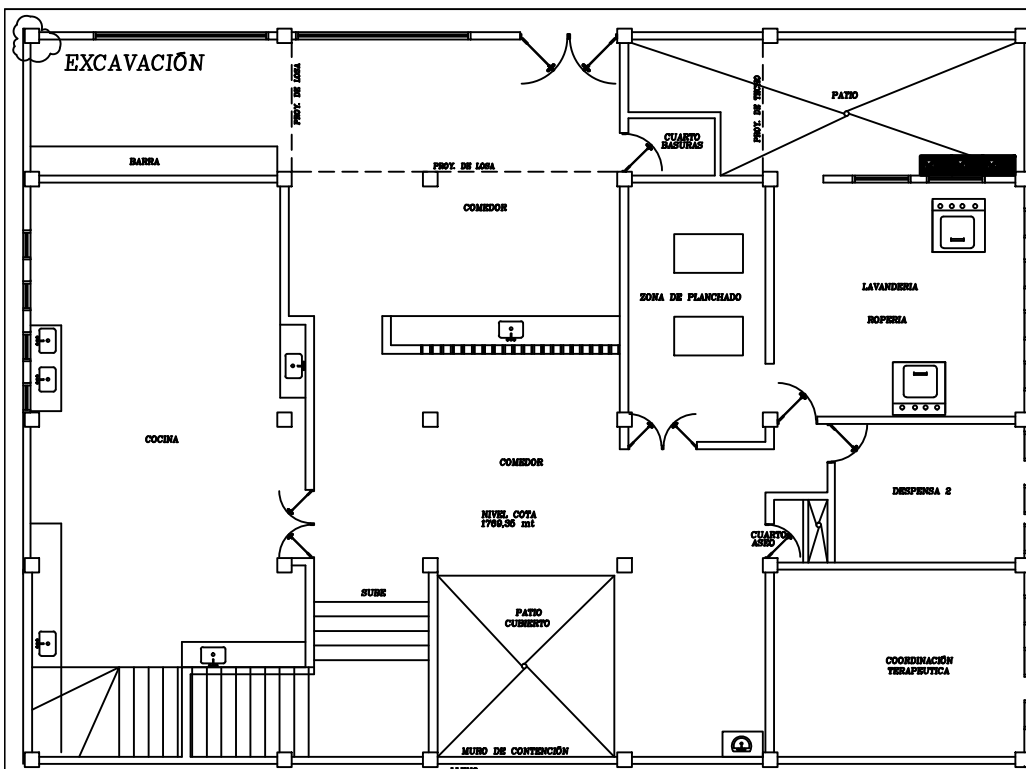 EXCAVACIÓN
PROY. DE LOSA
PROY. DE TECHO
PATIO
CUARTO
BASURAS
BARRA
PROY. DE LOSA
COMEDOR
ZONA DE PLANCHADO
LAVANDERIA
ROPERIA
COCINA
COMEDOR
DESPENSA 2
NIVEL COTA
1769,35 mt
CUARTO
ASEO
SUBE
PATIO
CUBIERTO
COORDINACIÓN
TERAPEUTICA
MURO DE CONTENCIÓN